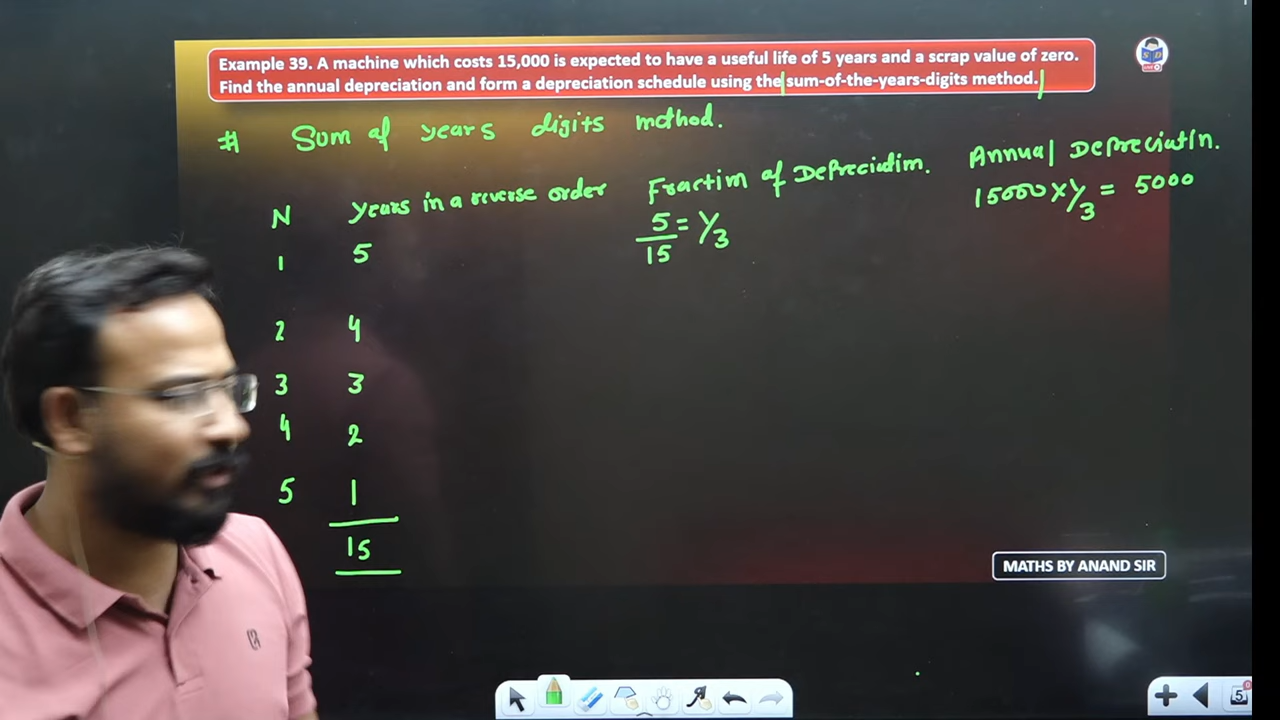 Example 39. A machine which costs 15,000 is expected to have a useful life of 5 years and a scrap value of zero.
Find the annual depreciation and form a depreciation schedule using the sum-of-the-years-digits method.
# Sum of years digits method.
N years in a reverse order Fraction of Depreciation. Annual Depreciation.
1 5 5/15 = 1/3 15000 x 1/3 = 5000
2 4
3 3
4 2
5 1
15
MATHS BY ANAND SIR
5